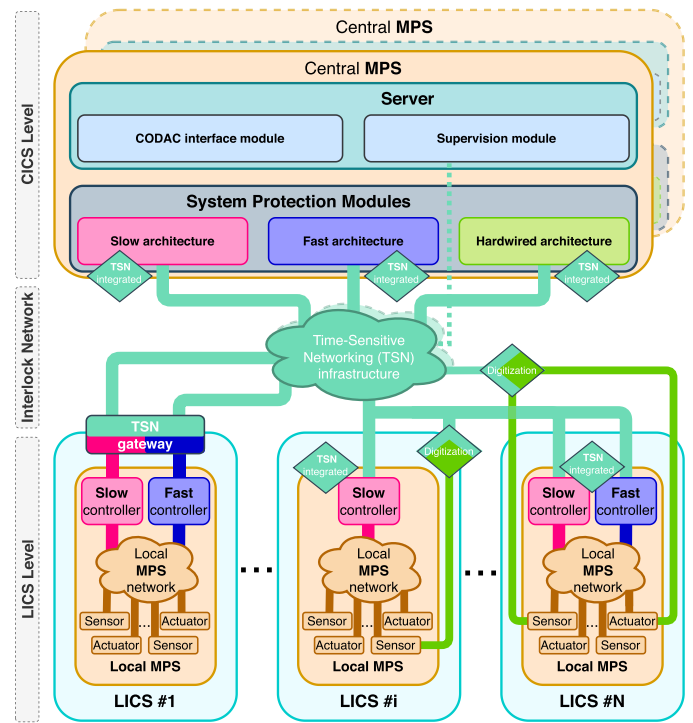 CICS Level
Central MPS
Central MPS
Server
CODAC interface module
Supervision module
System Protection Modules
Slow architecture
Fast architecture
Hardwired architecture
TSN
integrated
TSN
integrated
TSN
integrated
Interlock Network
Time-Sensitive
Networking (TSN)
infrastructure
Digitization
TSN
gateway
LICS Level
Slow
controller
Fast
controller
Local
MPS
network
Sensor
...
Actuator
Actuator
Sensor
Local MPS
LICS #1
...
TSN
integrated
Digitization
Slow
controller
Local
MPS
network
Sensor
...
Actuator
Actuator
Sensor
Local MPS
LICS #i
...
TSN
integrated
Slow
controller
Fast
controller
Local
MPS
network
Sensor
...
Actuator
Actuator
Sensor
Local MPS
LICS #N